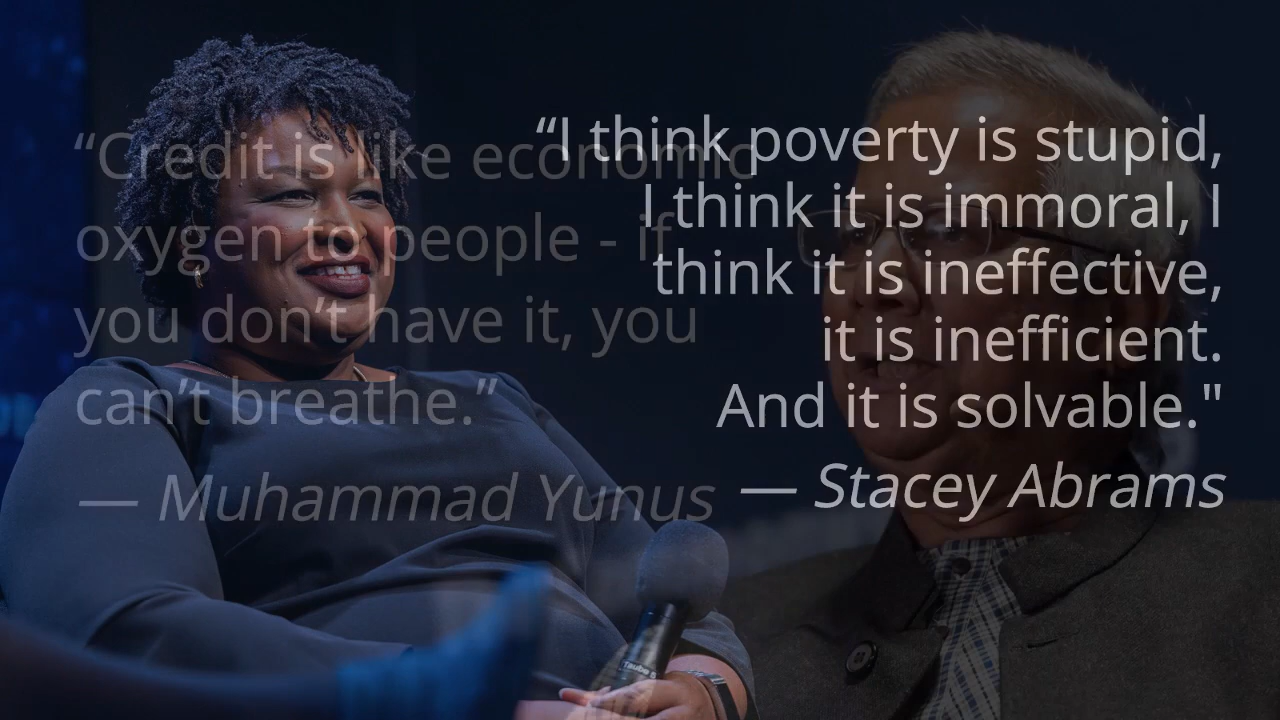 “Credit is like economic
oxygen to people - if
you don’t have it, you
can’t breathe.”
— Muhammad Yunus
“I think poverty is stupid,
I think it is immoral, I
think it is ineffective,
it is inefficient.
And it is solvable."
— Stacey Abrams
Taube